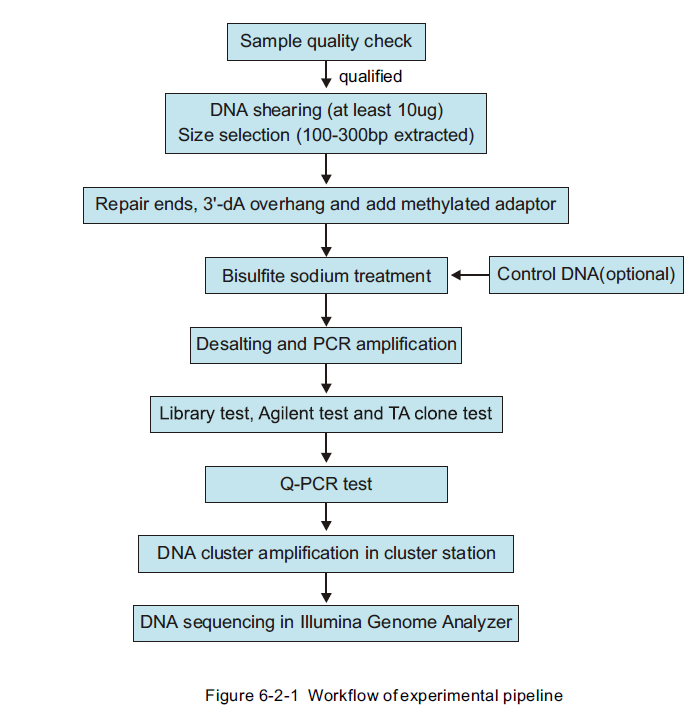 Sample quality check
qualified
DNA shearing (at least 10ug)
Size selection (100-300bp extracted)
Repair ends, 3'-dA overhang and add methylated adaptor
Bisulfite sodium treatment
Control DNA(optional)
Desalting and PCR amplification
Library test, Agilent test and TA clone test
Q-PCR test
DNA cluster amplification in cluster station
DNA sequencing in Illumina Genome Analyzer
Figure 6-2-1 Workflow of experimental pipeline